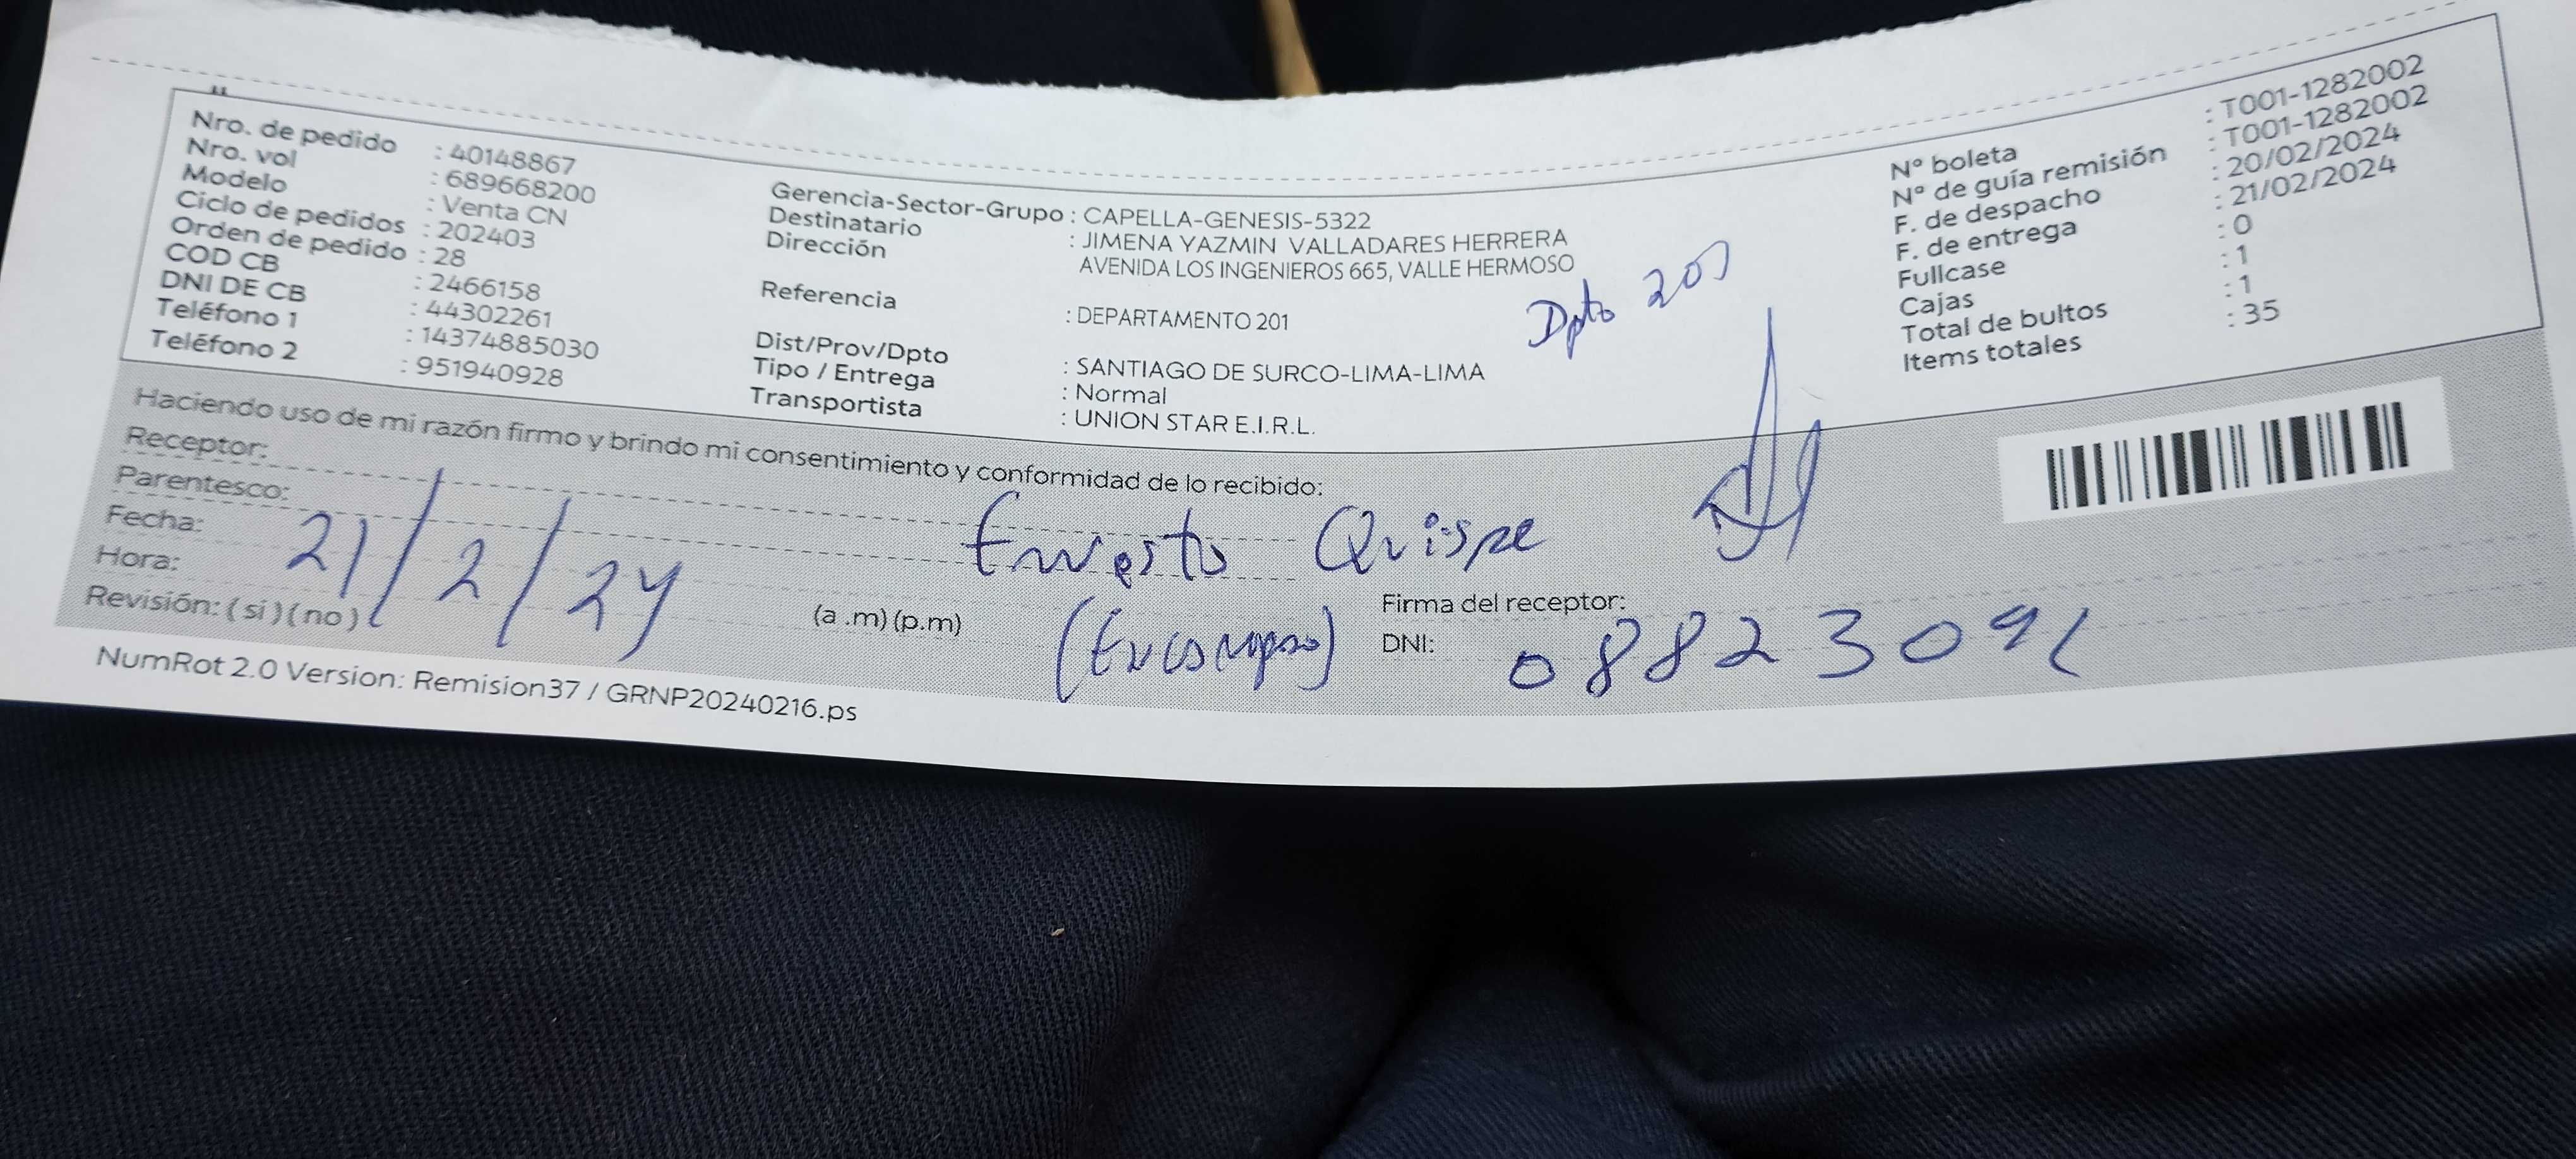 Nro. de pedido : 40148867
Nro. vol : 689668200
Modelo : Venta CN
Ciclo de pedidos : 202403
Orden de pedido : 28
COD CB : 2466158
DNI DE CB : 44302261
Teléfono 1 : 14374885030
Teléfono 2 : 951940928
Gerencia-Sector-Grupo : CAPELLA-GENESIS-5322
Destinatario : JIMENA YAZMIN VALLADARES HERRERA
Dirección AVENIDA LOS INGENIEROS 665, VALLE HERMOSO
Referencia : DEPARTAMENTO 201
Dist/Prov/Dpto : SANTIAGO DE SURCO-LIMA-LIMA
Tipo / Entrega : Normal
Transportista : UNION STAR E.I.R.L.
Dpto 201
N° boleta : T001-1282002
N° de guía remisión : T001-1282002
F. de despacho : 20/02/2024
F. de entrega : 21/02/2024
Fullcase : 0
Cajas : 1
Total de bultos : 1
Items totales : 35
Haciendo uso de mi razón firmo y brindo mi consentimiento y conformidad de lo recibido:
Receptor:
Parentesco:
Fecha: 21/2/24
Hora: (a .m) (p.m)
Revisión: ( si ) ( no )
Ernesto Quispe
Firma del receptor:
DNI: 0882309
NumRot 2.0 Version: Remision37 / GRNP20240216.ps